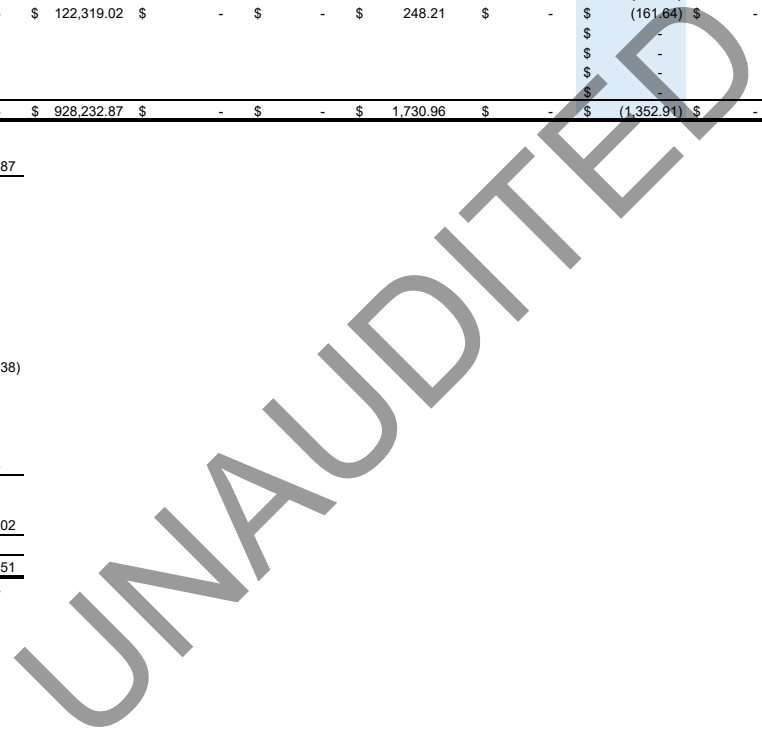 - $ 122,319.02 $ - $ - $ 248.21 $ - $ (161.64) $ -
$ -
$ -
$ -
$ -
- $ 928,232.87 $ - $ - $ 1,730.96 $ - $ (1,352.91) $ -
87
38)
02
51
UNAUDITED